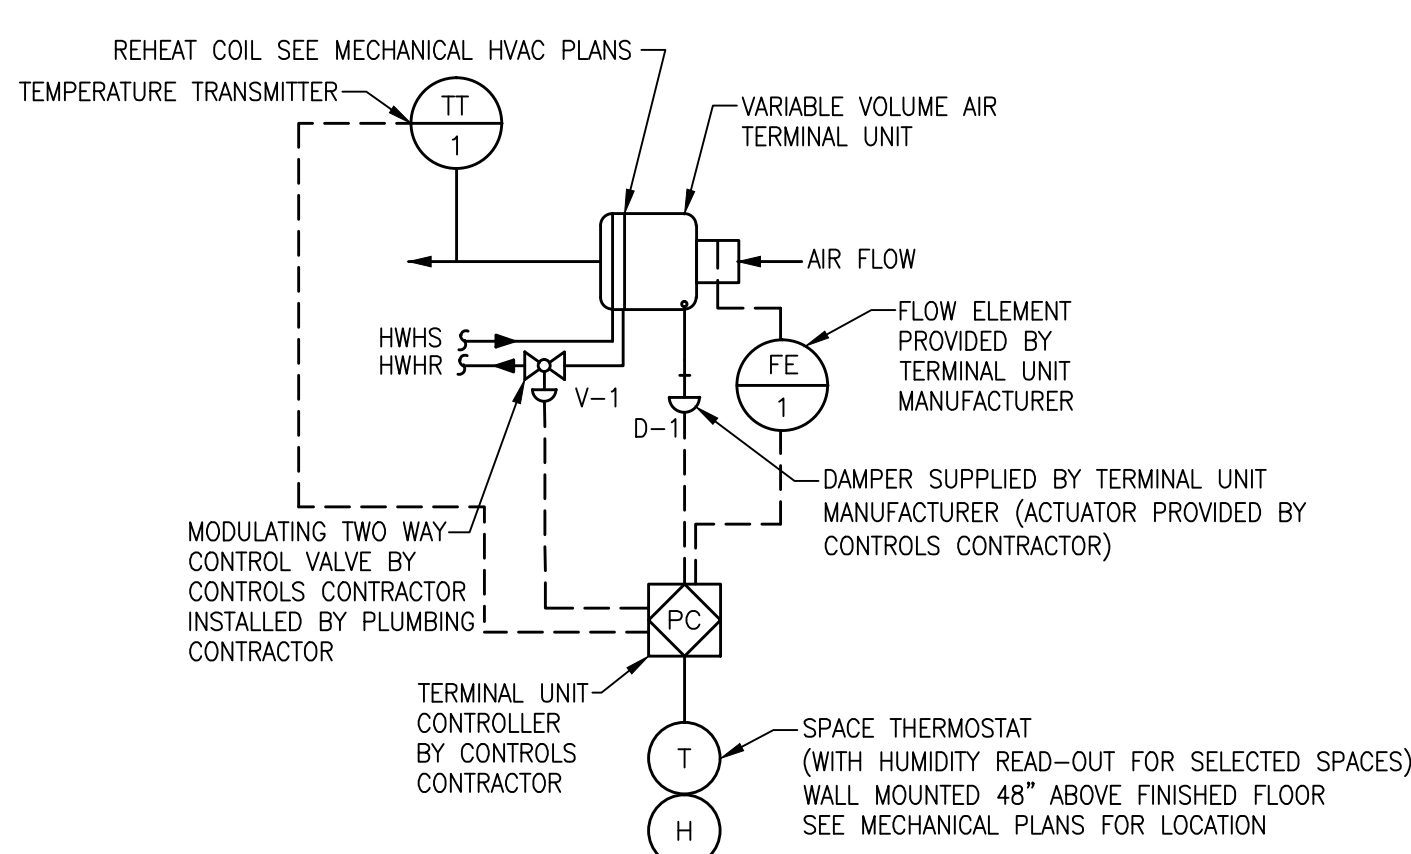 REHEAT COIL SEE MECHANICAL HVAC PLANS
TEMPERATURE TRANSMITTER
TT
1
VARIABLE VOLUME AIR
TERMINAL UNIT
AIR FLOW
HWHS
HWHR
V-1
D-1
FE
1
FLOW ELEMENT
PROVIDED BY
TERMINAL UNIT
MANUFACTURER
DAMPER SUPPLIED BY TERMINAL UNIT
MANUFACTURER (ACTUATOR PROVIDED BY
CONTROLS CONTRACTOR)
MODULATING TWO WAY
CONTROL VALVE BY
CONTROLS CONTRACTOR
INSTALLED BY PLUMBING
CONTRACTOR
PC
TERMINAL UNIT
CONTROLLER
BY CONTROLS
CONTRACTOR
T
H
SPACE THERMOSTAT
(WITH HUMIDITY READ-OUT FOR SELECTED SPACES)
WALL MOUNTED 48" ABOVE FINISHED FLOOR
SEE MECHANICAL PLANS FOR LOCATION